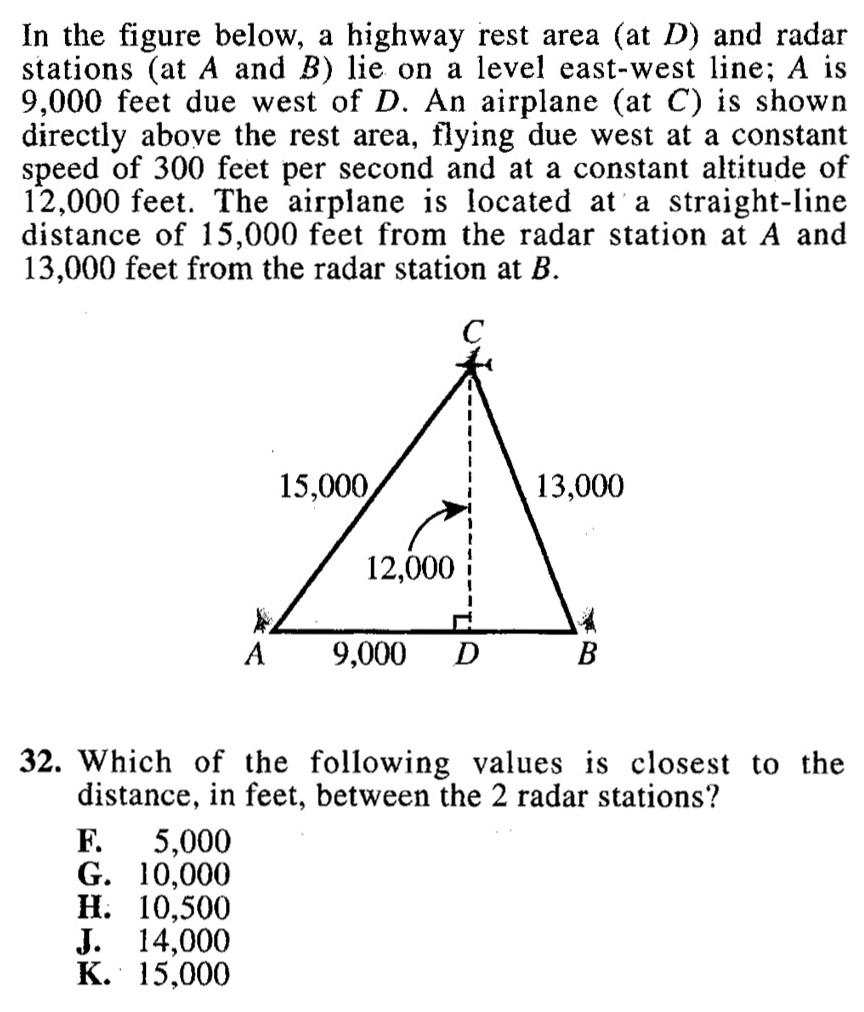 In the figure below, a highway rest area (at D) and radar
stations (at A and B) lie on a level east-west line; A is
9,000 feet due west of D. An airplane (at C) is shown
directly above the rest area, flying due west at a constant
speed of 300 feet per second and at a constant altitude of
12,000 feet. The airplane is located at a straight-line
distance of 15,000 feet from the radar station at A and
13,000 feet from the radar station at B.
C
15,000
13,000
12,000
A
9,000
D
B
32. Which of the following values is closest to the
distance, in feet, between the 2 radar stations?
F. 5,000
G. 10,000
H. 10,500
J. 14,000
K. 15,000